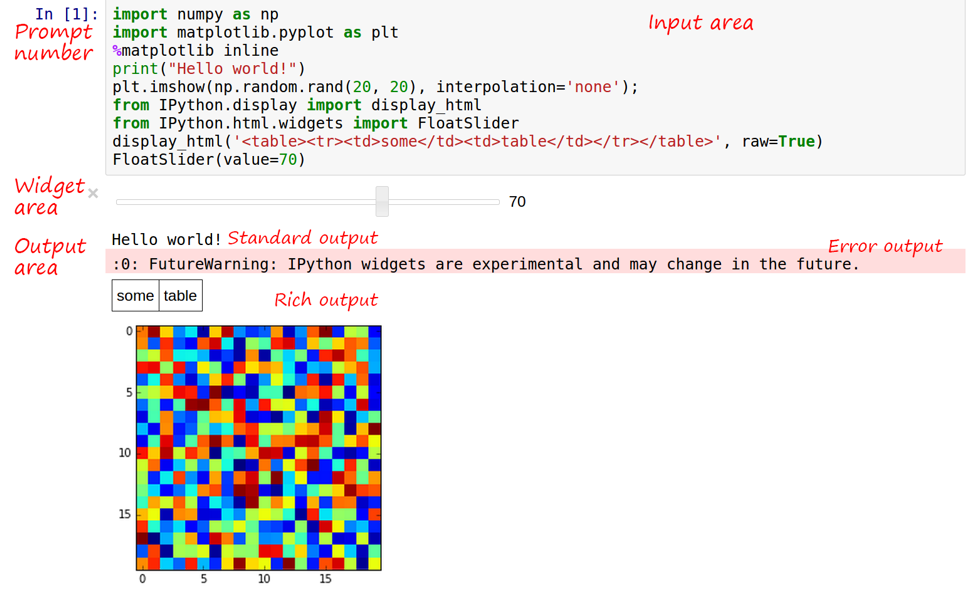 In [1]:
Prompt
number
import numpy as np
import matplotlib.pyplot as plt
%matplotlib inline
print("Hello world!")
plt.imshow(np.random.rand(20, 20), interpolation='none');
from IPython.display import display_html
from IPython.html.widgets import FloatSlider
display_html('<table><tr><td>some</td><td>table</td></tr></table>', raw=True)
FloatSlider(value=70)
Input area
Widget
area
×
70
Output
area
Hello world! Standard output
Error output
:0: FutureWarning: IPython widgets are experimental and may change in the future.
some table
Rich output
0
5
10
15
0 5 10 15